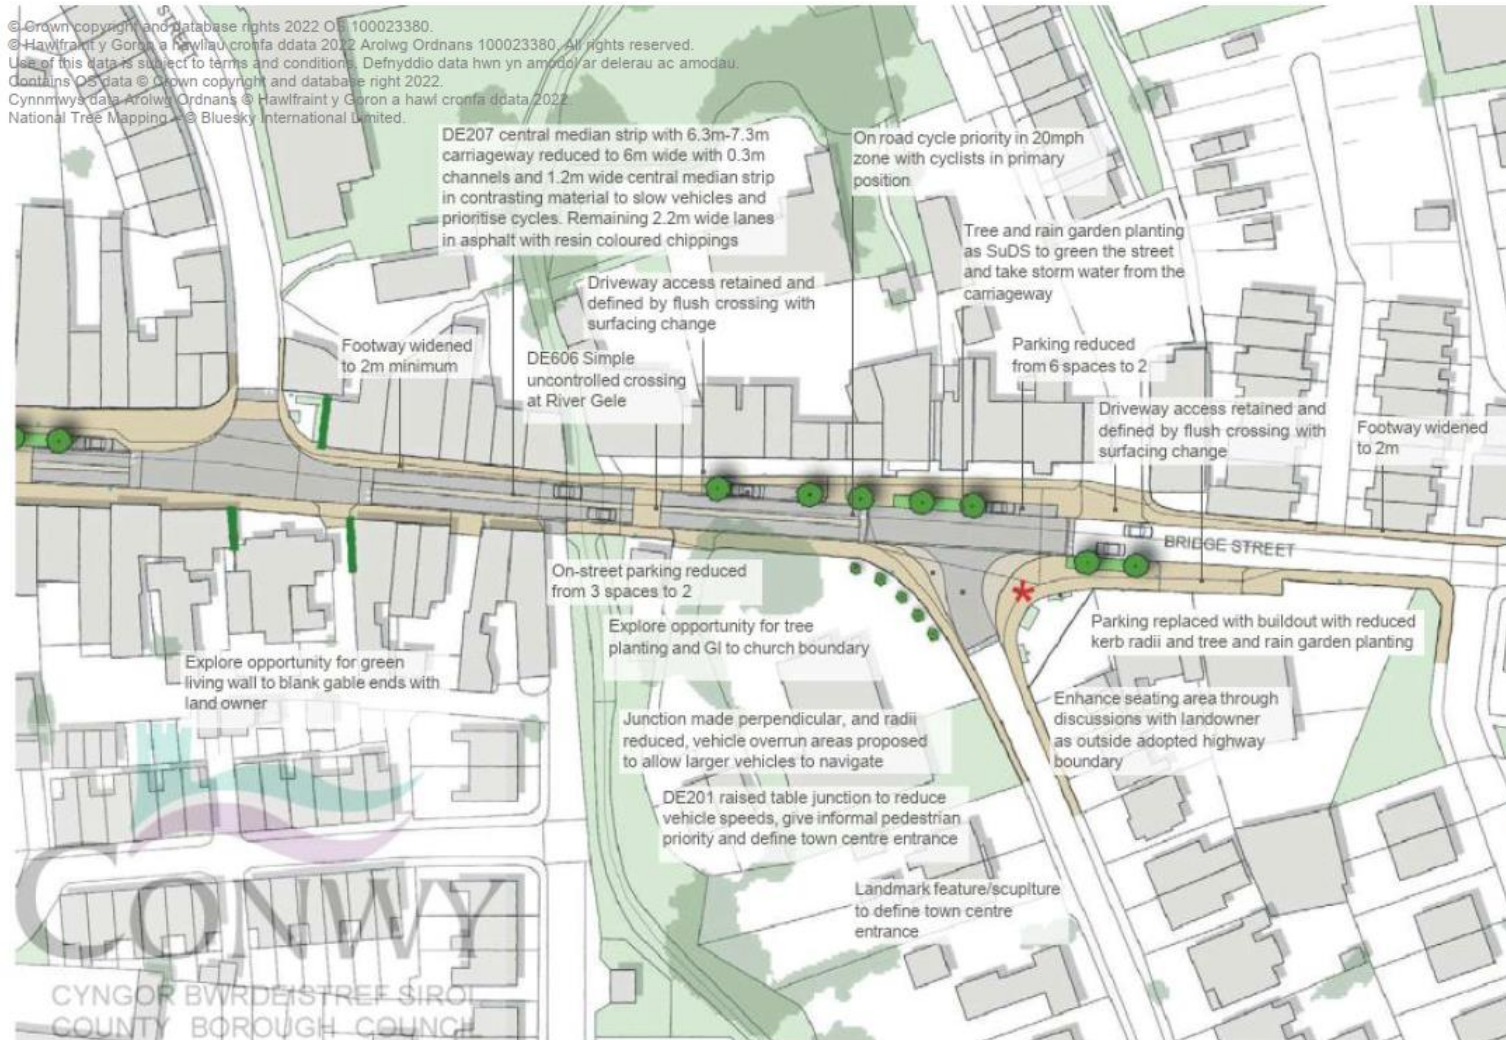 © Crown copyright and database rights 2022 OS 100023380.
© Hawlfraint y Goron a hawliau cronfa ddata 2022 Arolwg Ordnans 100023380. All rights reserved.
Use of this data is subject to terms and conditions. Defnyddio data hwn yn amodol ar delerau ac amodau.
Contains OS data © Crown copyright and database right 2022.
Cynnmwys data Arolwg Ordnans © Hawlfraint y Goron a hawl cronfa ddata 2022.
National Tree Mapping – © Bluesky International Limited.
DE207 central median strip with 6.3m-7.3m
carriageway reduced to 6m wide with 0.3m
channels and 1.2m wide central median strip
in contrasting material to slow vehicles and
prioritise cycles. Remaining 2.2m wide lanes
in asphalt with resin coloured chippings
On road cycle priority in 20mph
zone with cyclists in primary
position
Tree and rain garden planting
as SuDS to green the street
and take storm water from the
carriageway
Driveway access retained and
defined by flush crossing with
surfacing change
Footway widened
to 2m minimum
DE606 Simple
uncontrolled crossing
at River Gele
Parking reduced
from 6 spaces to 2
Driveway access retained and
defined by flush crossing with
surfacing change
Footway widened
to 2m
BRIDGE STREET
On-street parking reduced
from 3 spaces to 2
Explore opportunity for tree
planting and GI to church boundary
Parking replaced with buildout with reduced
kerb radii and tree and rain garden planting
Explore opportunity for green
living wall to blank gable ends with
land owner
Enhance seating area through
discussions with landowner
as outside adopted highway
boundary
Junction made perpendicular, and radii
reduced, vehicle overrun areas proposed
to allow larger vehicles to navigate
DE201 raised table junction to reduce
vehicle speeds, give informal pedestrian
priority and define town centre entrance
Landmark feature/scuplture
to define town centre
entrance
CONWY
CYNGOR BWRDEISTREF SIROL
COUNTY BOROUGH COUNCIL